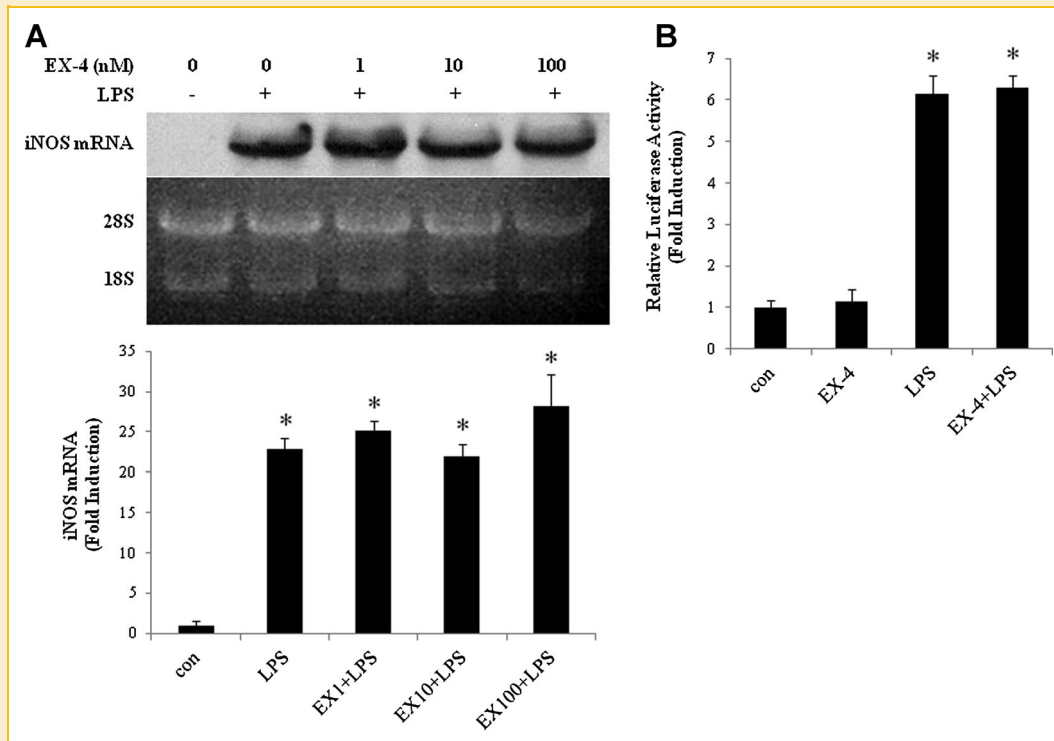 A
EX-4 (nM) 0 0 1 10 100
LPS - + + + +
iNOS mRNA
28S
18S
35
30
25
20
15
10
5
0
iNOS mRNA
(Fold Induction)
* * * *
con LPS EX1+LPS EX10+LPS EX100+LPS
B
7
6
5
4
3
2
1
0
Relative Luciferase Activity
(Fold Induction)
* *
con EX-4 LPS EX-4+LPS